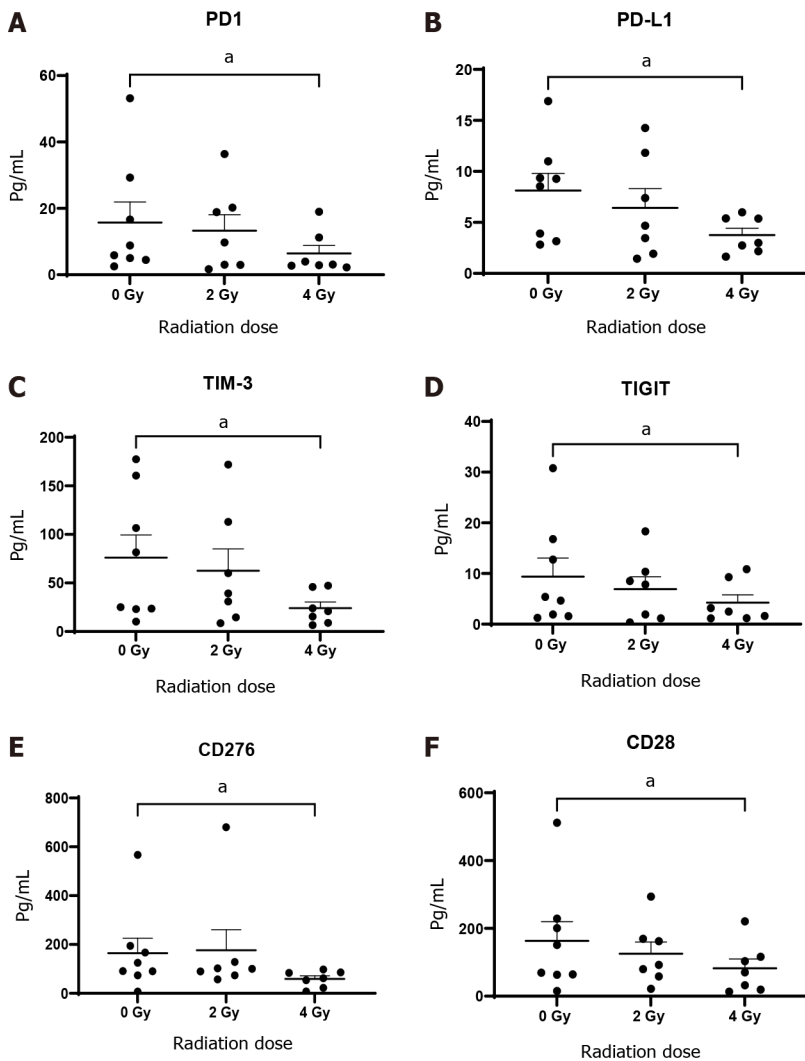 A
PD1
a
60
40
20
0
Pg/mL
0 Gy
2 Gy
4 Gy
Radiation dose
B
PD-L1
a
20
15
10
5
0
Pg/mL
0 Gy
2 Gy
4 Gy
Radiation dose
C
TIM-3
a
200
150
100
50
0
Pg/mL
0 Gy
2 Gy
4 Gy
Radiation dose
D
TIGIT
a
40
30
20
10
0
Pg/mL
0 Gy
2 Gy
4 Gy
Radiation dose
E
CD276
a
800
600
400
200
0
Pg/mL
0 Gy
2 Gy
4 Gy
Radiation dose
F
CD28
a
600
400
200
0
Pg/mL
0 Gy
2 Gy
4 Gy
Radiation dose